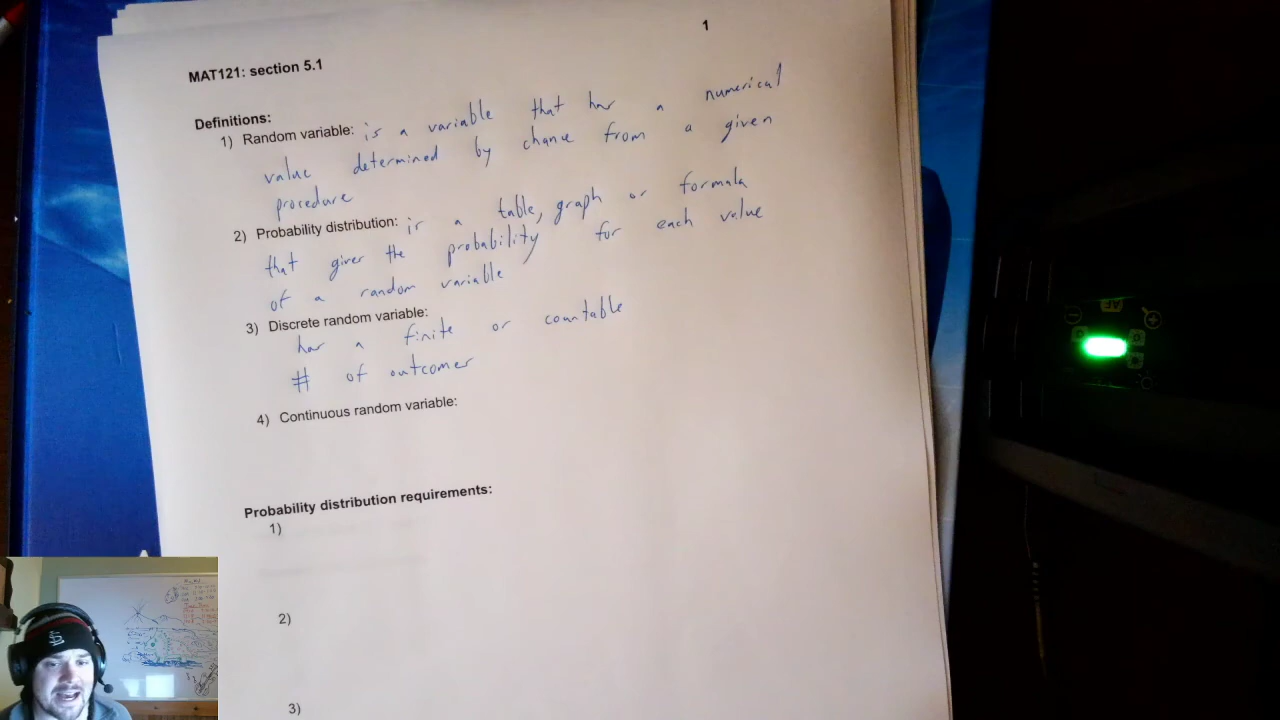 1
MAT121: section 5.1
Definitions:
1) Random variable: is a variable that has a numerical
value determined by chance from a given
procedure
2) Probability distribution: is a table, graph or formula
that gives the probability for each value
of a random variable
3) Discrete random variable:
has a finite or countable
# of outcomes
4) Continuous random variable:
Probability distribution requirements:
1)
2)
3)